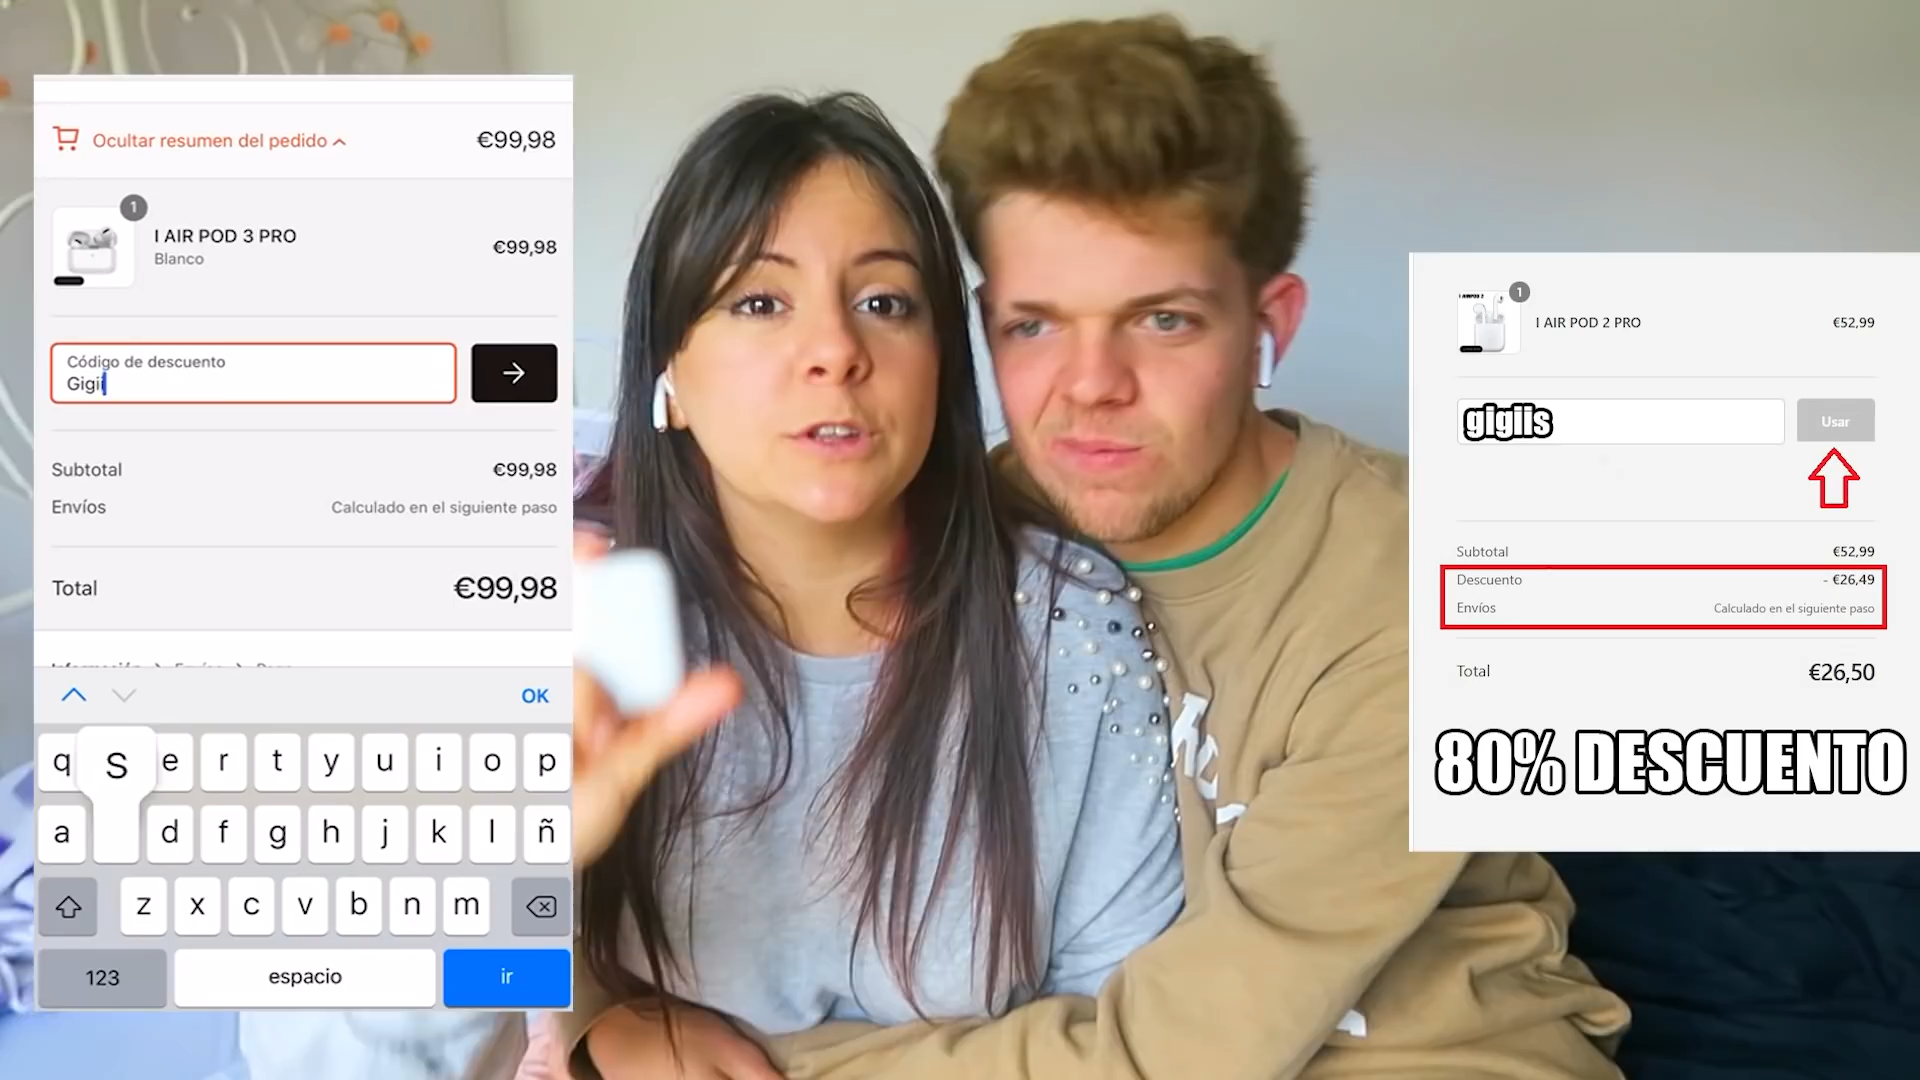 Ocultar resumen del pedido €99,98
1
I AIR POD 3 PRO €99,98
Blanco
Código de descuento
Gigii
Subtotal €99,98
Envíos Calculado en el siguiente paso
Total €99,98
OK
q S e r t y u i o p
a d f g h j k l ñ
z x c v b n m
123 espacio ir
1
I AIR POD 2 PRO €52,99
gigiis Usar
Subtotal €52,99
Descuento - €26,49
Envíos Calculado en el siguiente paso
Total €26,50
80% DESCUENTO